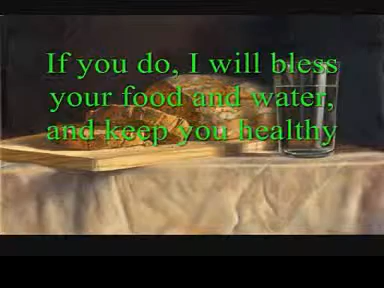 If you do, I will bless
your food and water,
and keep you healthy